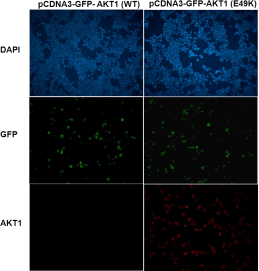 pCDNA3-GFP- AKT1 (WT) pCDNA3-GFP-AKT1 (E49K)
DAPI
GFP
AKT1